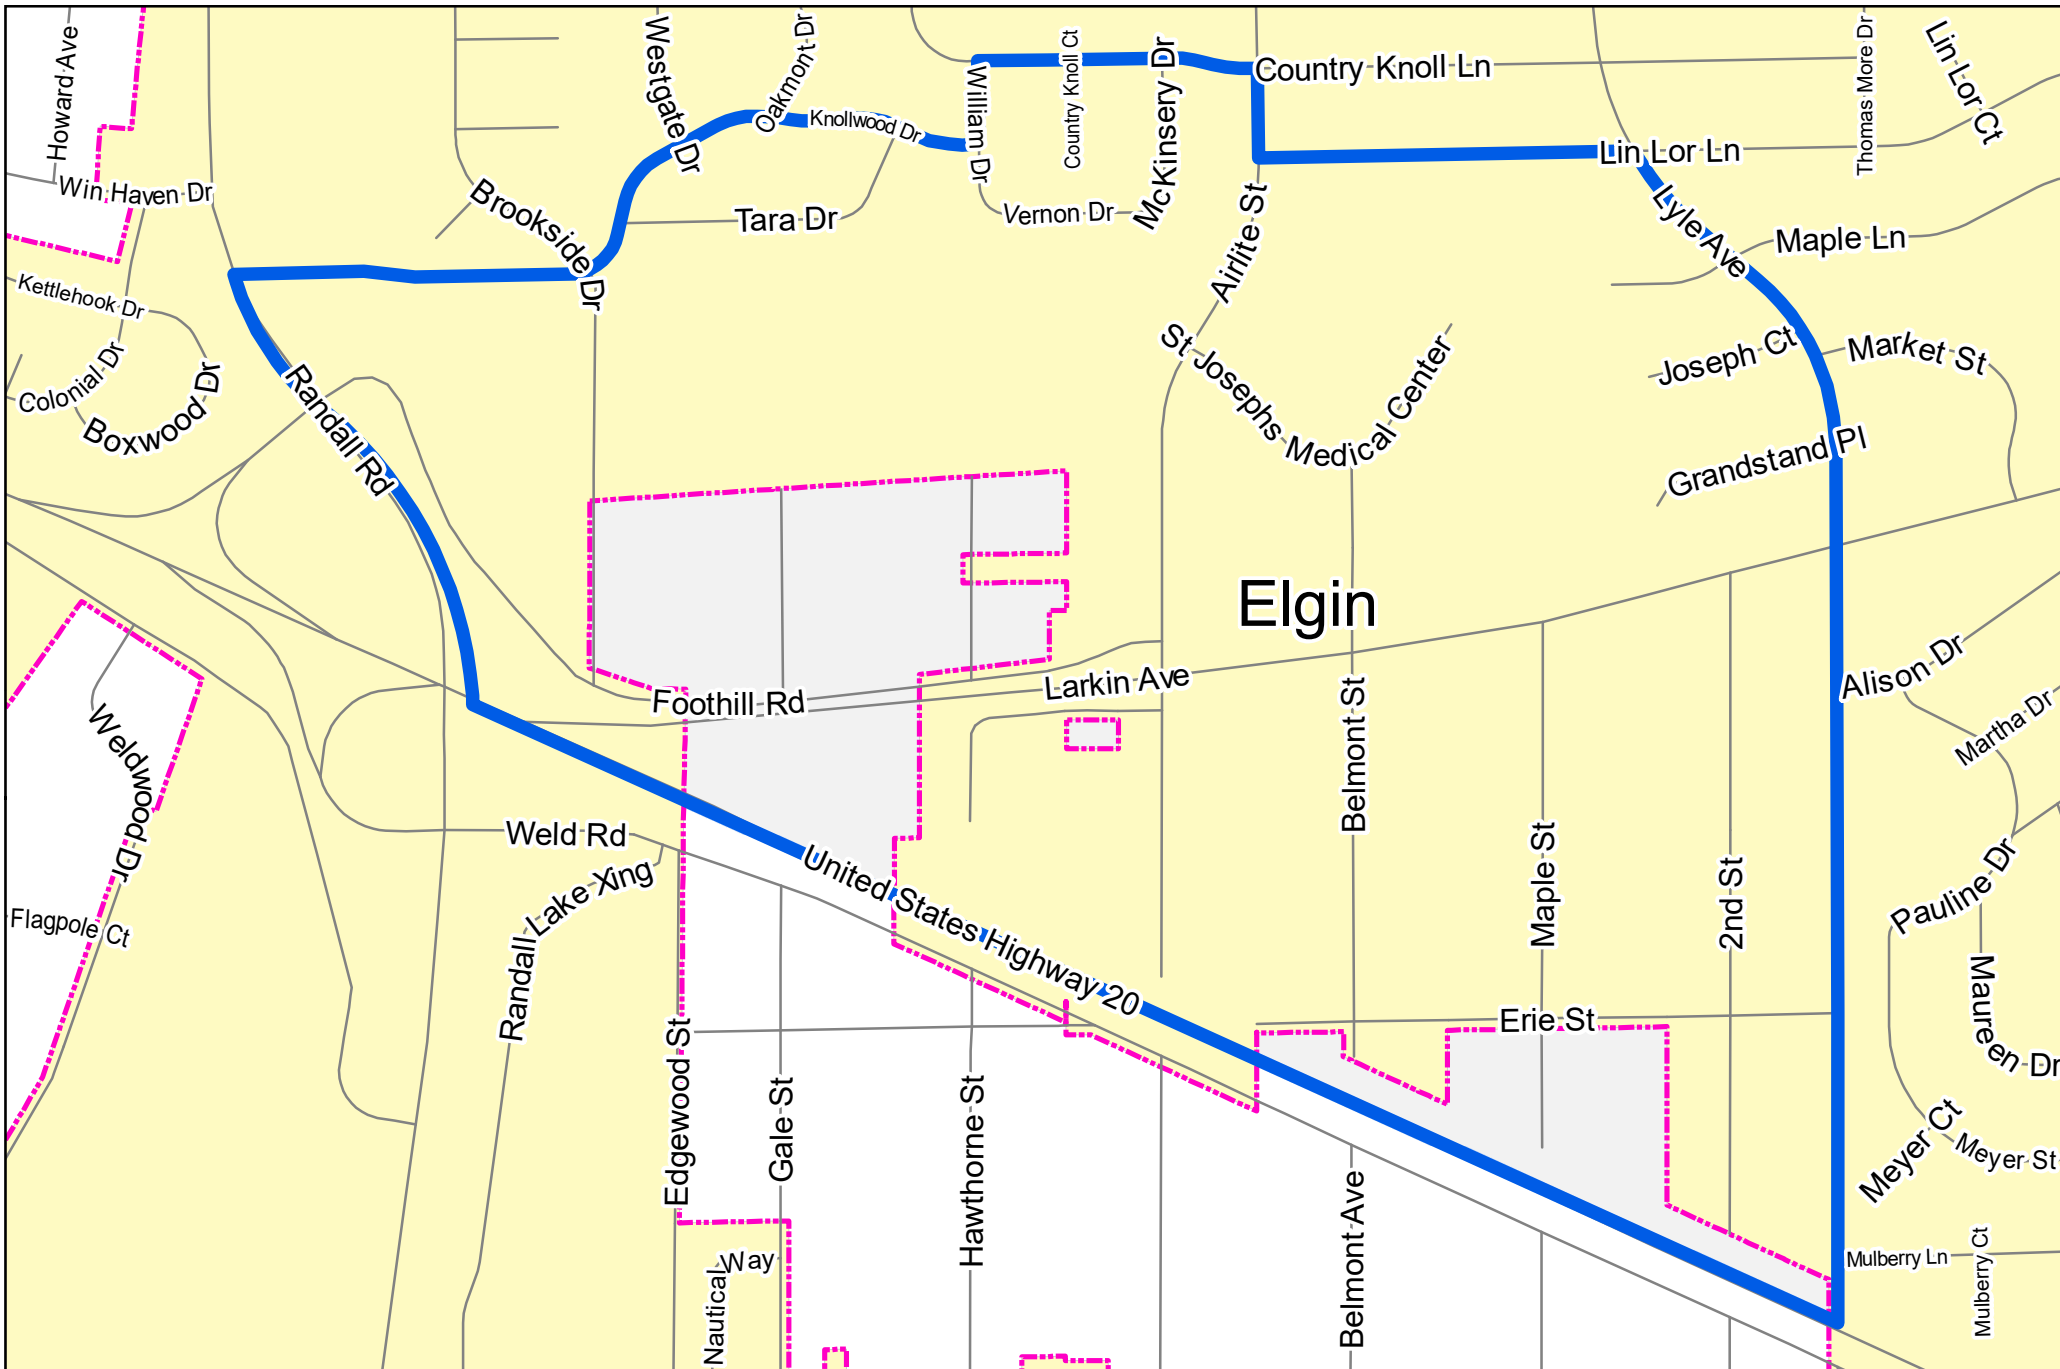 Howard Ave
Westgate Dr
Oakmont Dr
Knollwood Dr
William Dr
Country Knoll Ct
McKinsery Dr
Country Knoll Ln
Thomas More Dr
Lin Lor Ct
Lin Lor Ln
Win Haven Dr
Brookside Dr
Tara Dr
Vernon Dr
Airlite St
Lyle Ave
Maple Ln
Kettlehook Dr
Colonial Dr
Boxwood Dr
Randall Rd
St Josephs Medical Center
Joseph Ct
Market St
Grandstand Pl
Elgin
Foothill Rd
Larkin Ave
Alison Dr
Martha Dr
Weldwood Dr
Belmont St
Weld Rd
Randall Lake Xing
United States Highway 20
Maple St
2nd St
Pauline Dr
Flagpole Ct
Maureen Dr
Erie St
Edgewood St
Gale St
Hawthorne St
Meyer Ct
Meyer St
Belmont Ave
Nautical Way
Mulberry Ln
Mulberry Ct